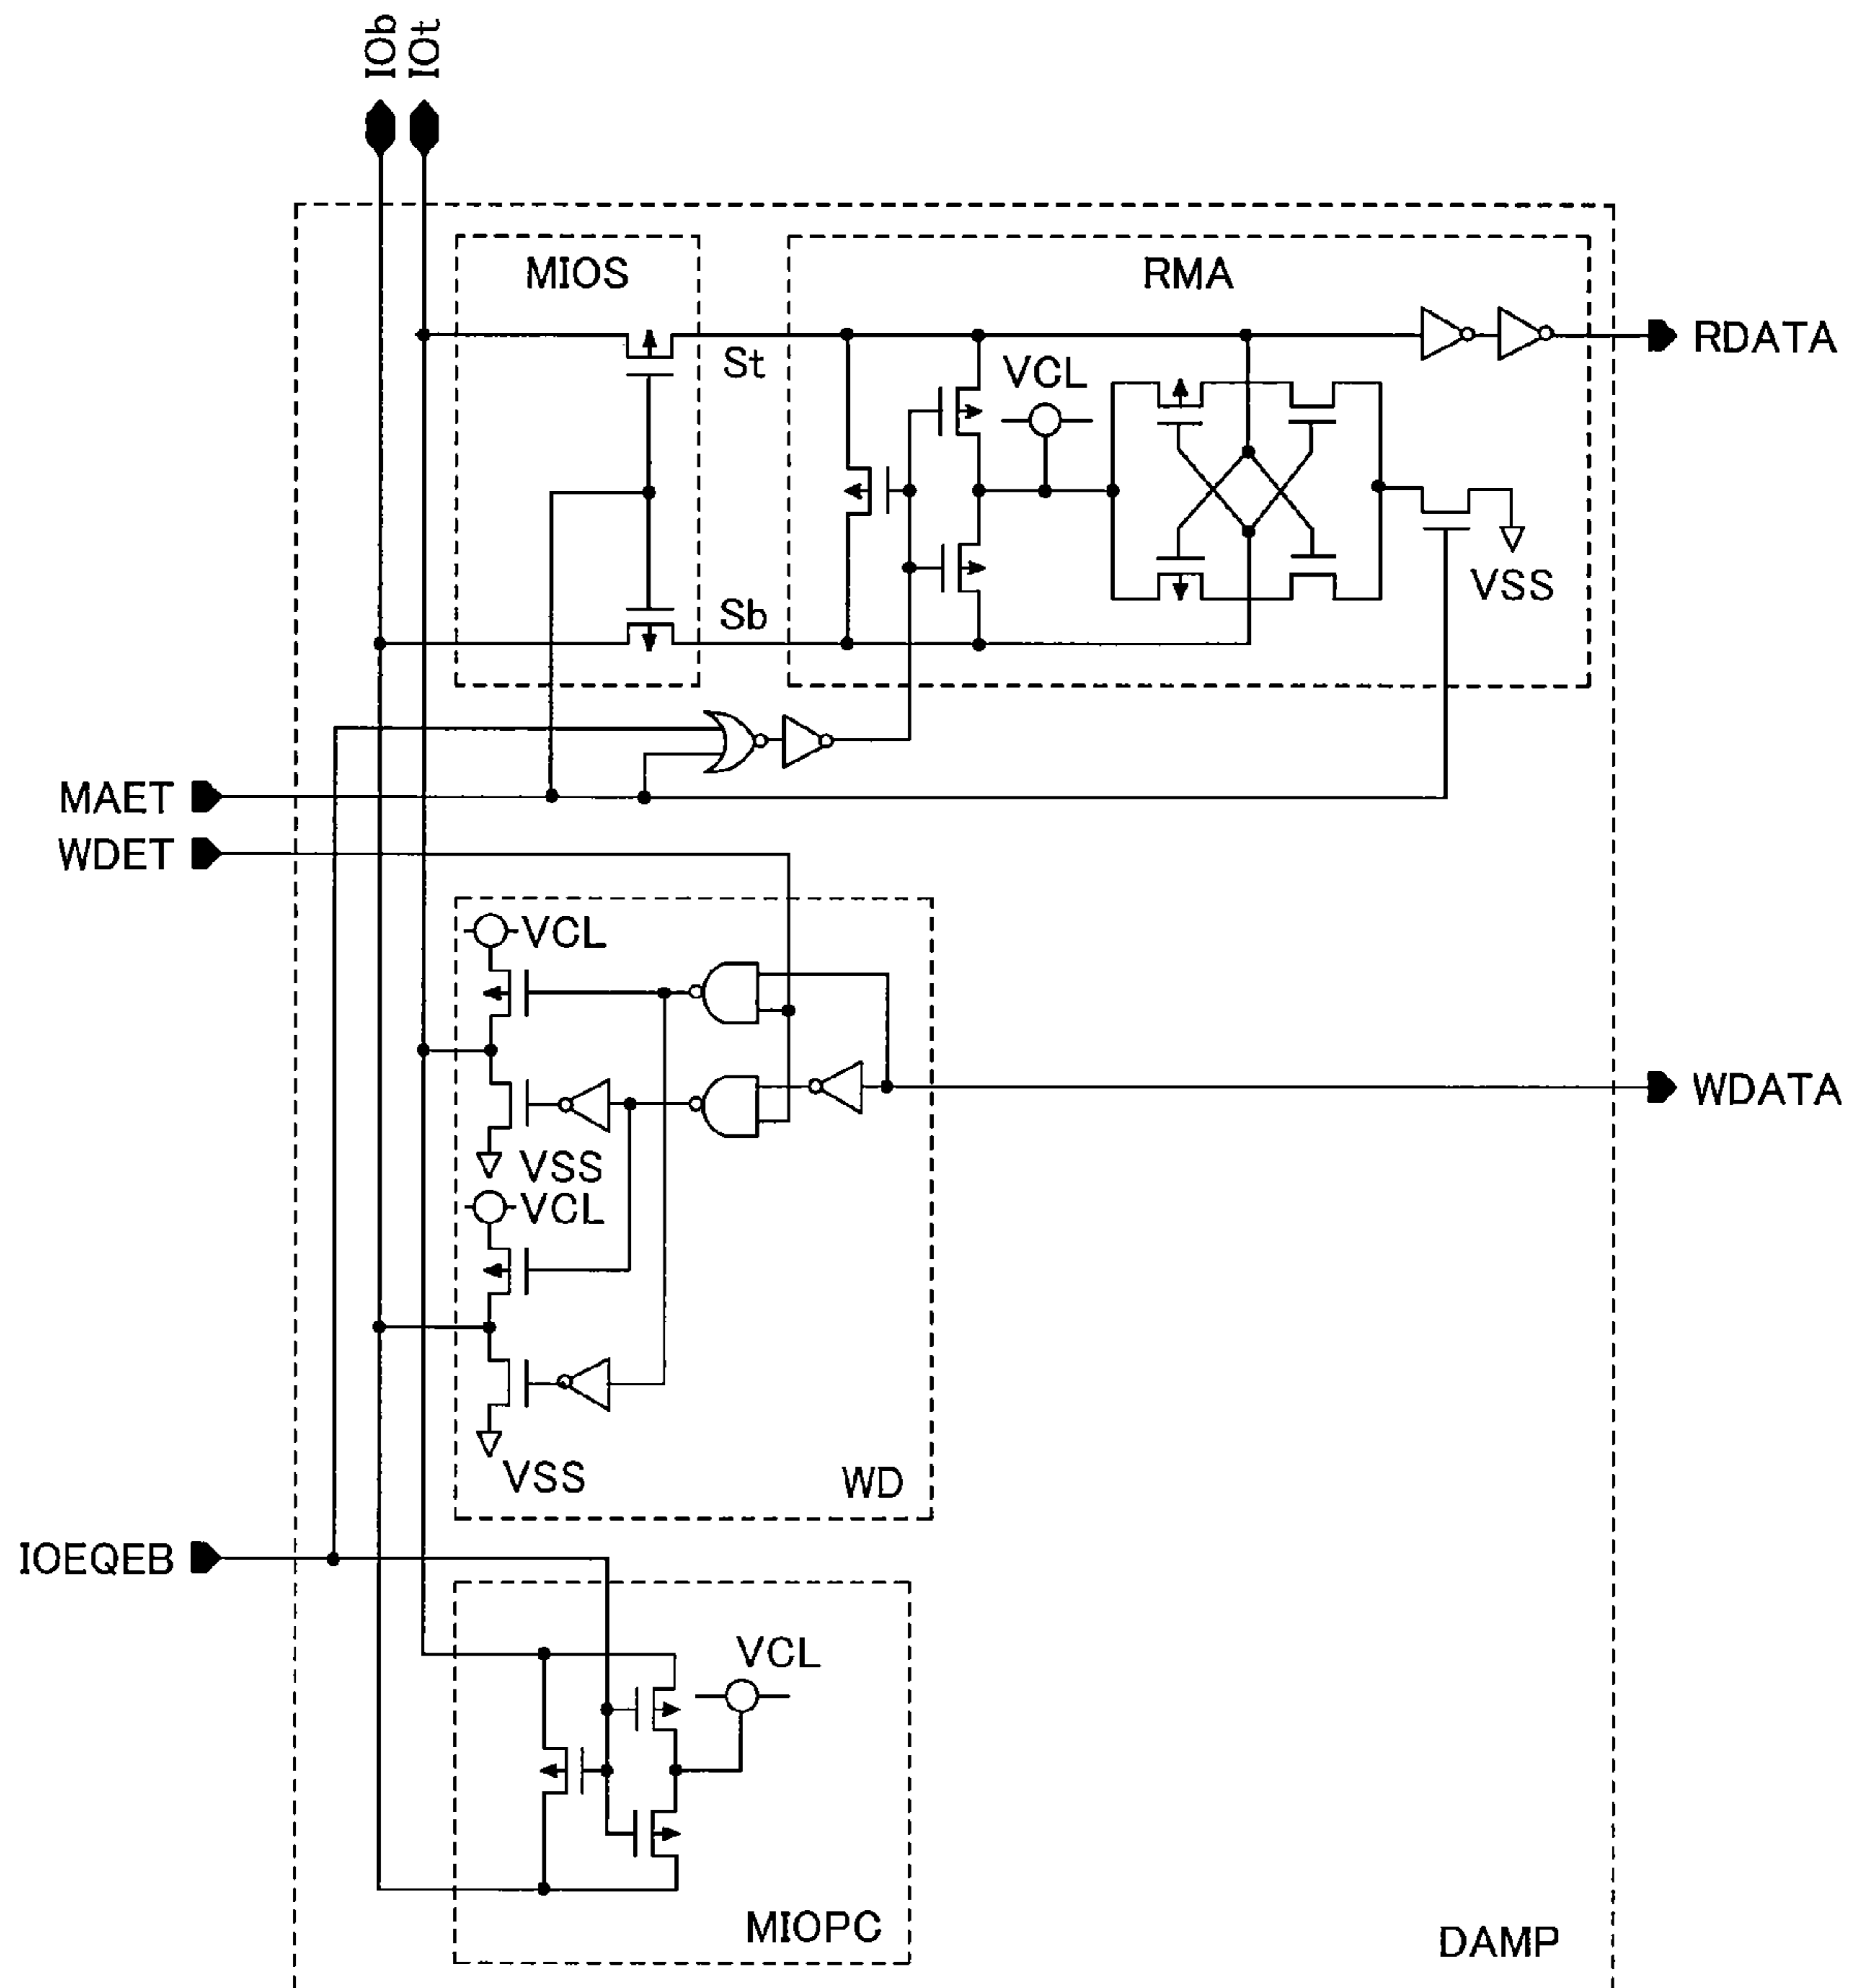 IOb
IOt
MIOS
RMA
RDATA
St
VCL
VSS
Sb
MAET
WDET
VCL
WDATA
VSS
VCL
VSS
WD
IOEQEB
VCL
MIOPC
DAMP